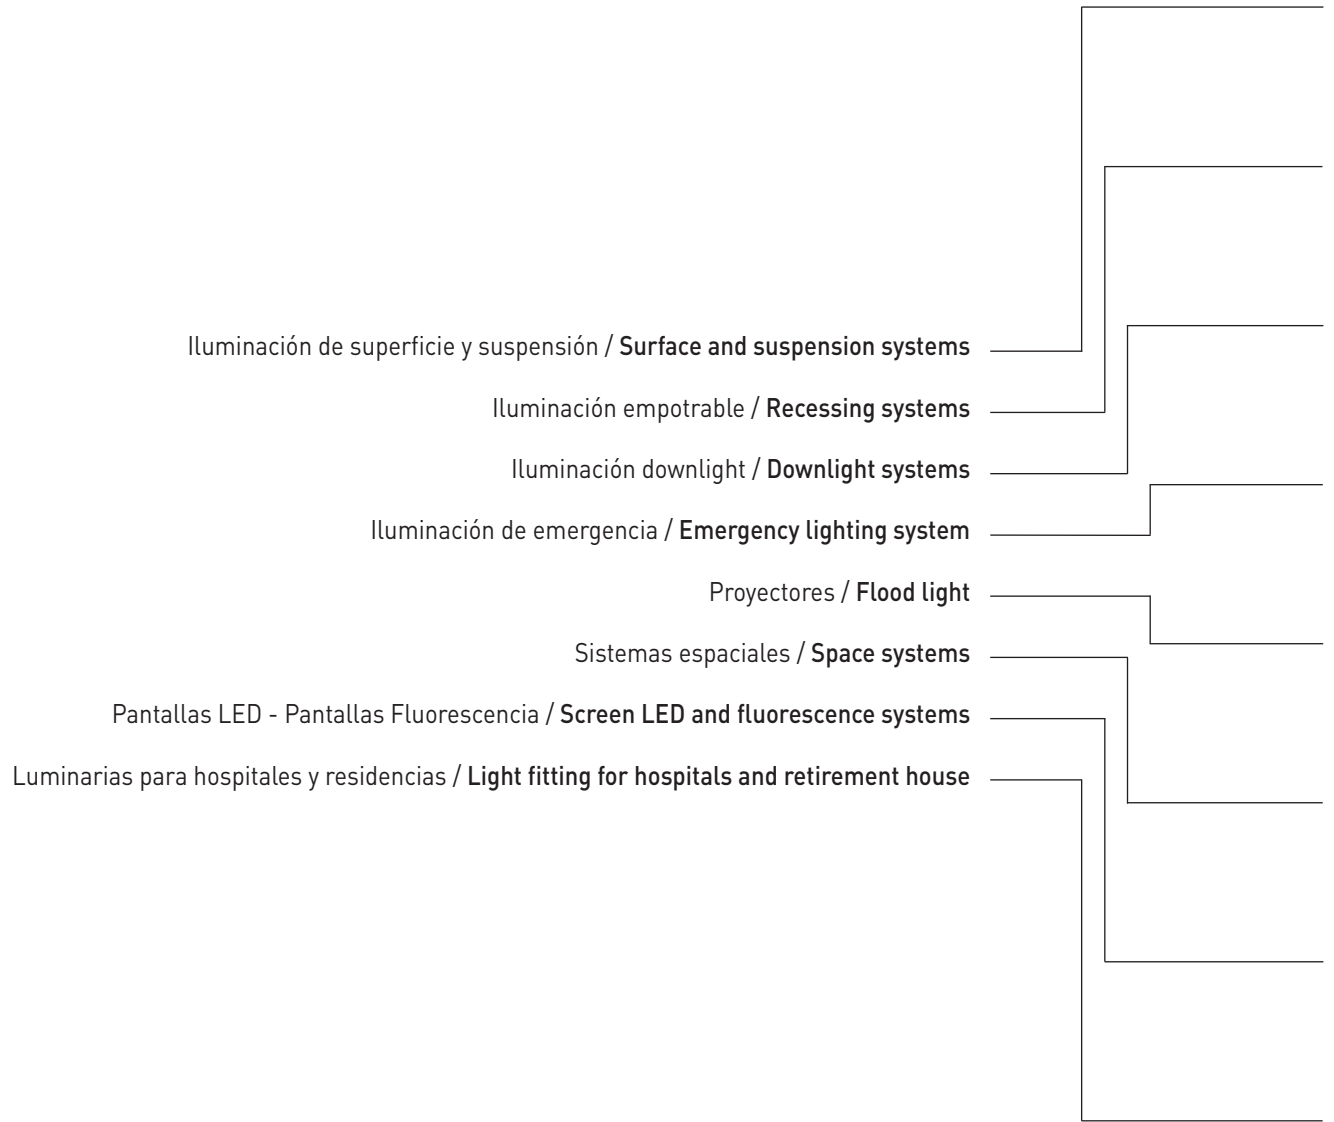 Iluminación de superficie y suspensión / Surface and suspension systems
Iluminación empotrable / Recessing systems
Iluminación downlight / Downlight systems
Iluminación de emergencia / Emergency lighting system
Proyectores / Flood light
Sistemas espaciales / Space systems
Pantallas LED - Pantallas Fluorescencia / Screen LED and fluorescence systems
Luminarias para hospitales y residencias / Light fitting for hospitals and retirement house